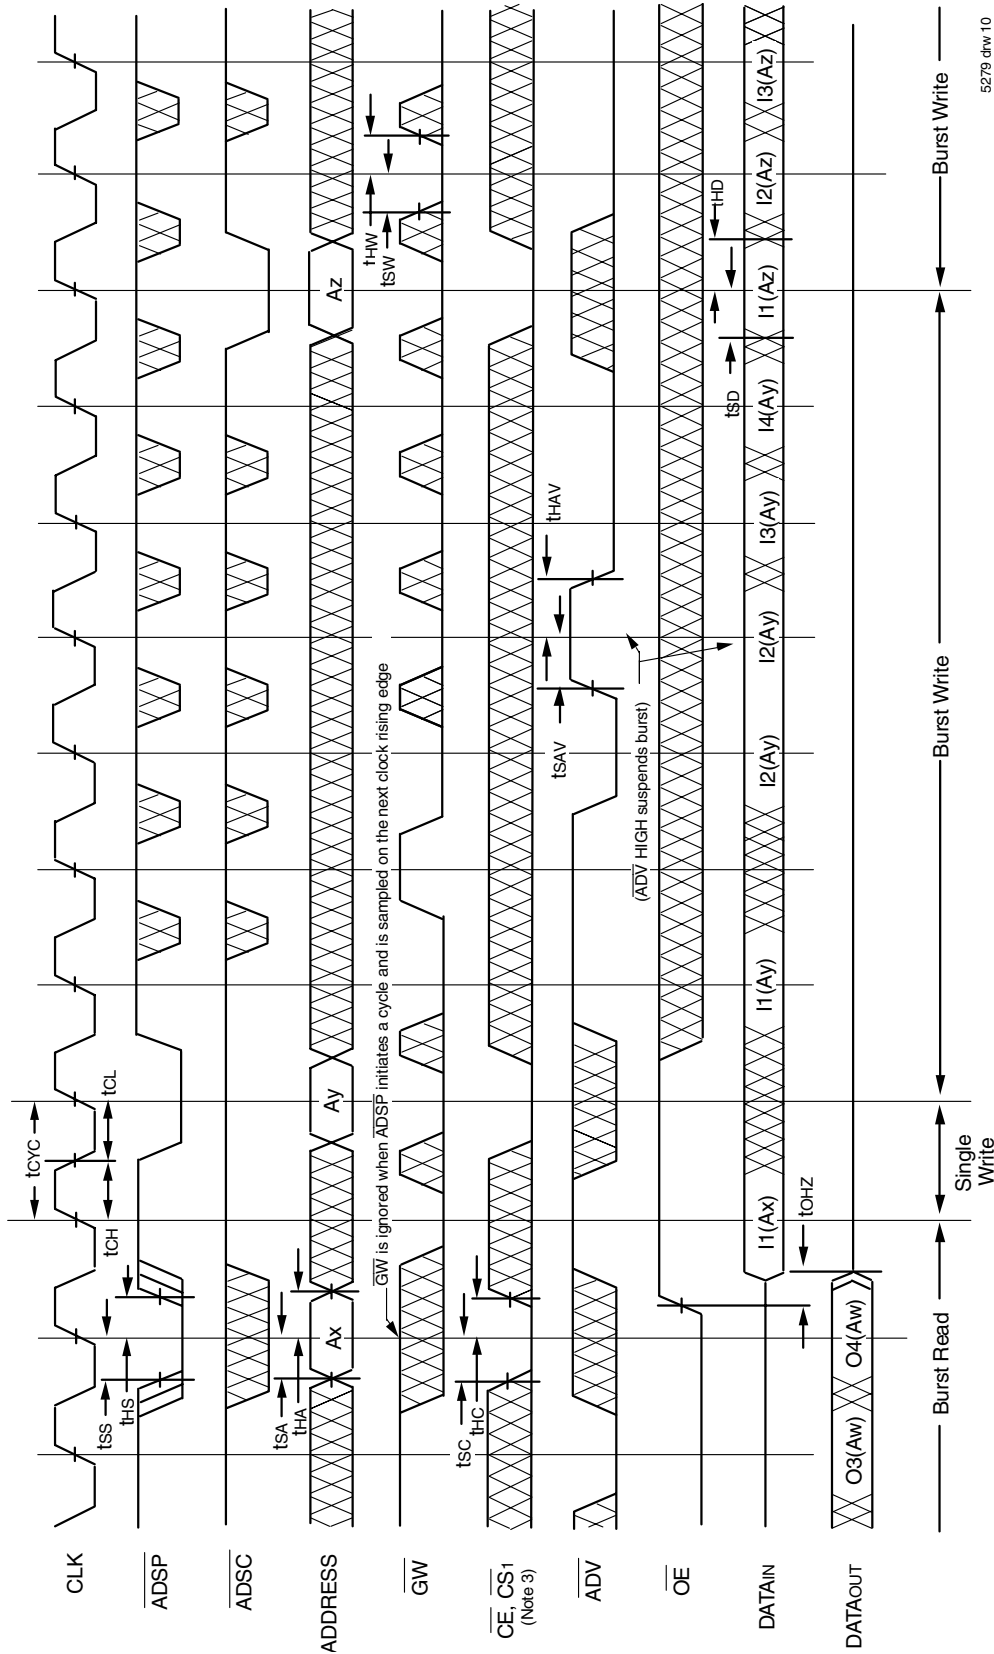 CLK
tCYC
tCH
tCL
ADSP
tSS
tHS
ADSC
ADDRESS
tSA
tHA
Ax
Ay
Az
GW
GW is ignored when ADSP initiates a cycle and is sampled on the next clock rising edge
tHW
tSW
CE, CS1
(Note 3)
tSC
tHC
ADV
tSAV
tHAV
(ADV HIGH suspends burst)
OE
DATAIN
I1(Ax)
I1(Ay)
I2(Ay)
I2(Ay)
I3(Ay)
I4(Ay)
I1(Az)
I2(Az)
I3(Az)
tSD
tHD
DATAOUT
O3(Aw)
O4(Aw)
tOHZ
Burst Read
Single
Write
Burst Write
Burst Write
5279 drw 10